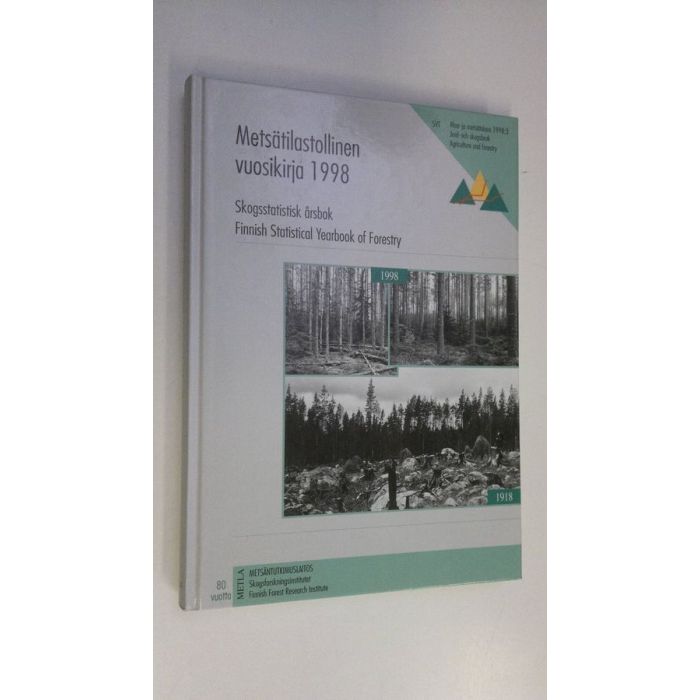 SVT Maa- ja metsätalous 1998:3
Jord- och skogsbruk
Agriculture and forestry
Metsätilastollinen
vuosikirja 1998
Skogsstatistisk årsbok
Finnish Statistical Yearbook of Forestry
1998
1918
80
vuotta
METLA
METSÄNTUTKIMUSLAITOS
Skogsforskningsinstitutet
Finnish Forest Research Institute